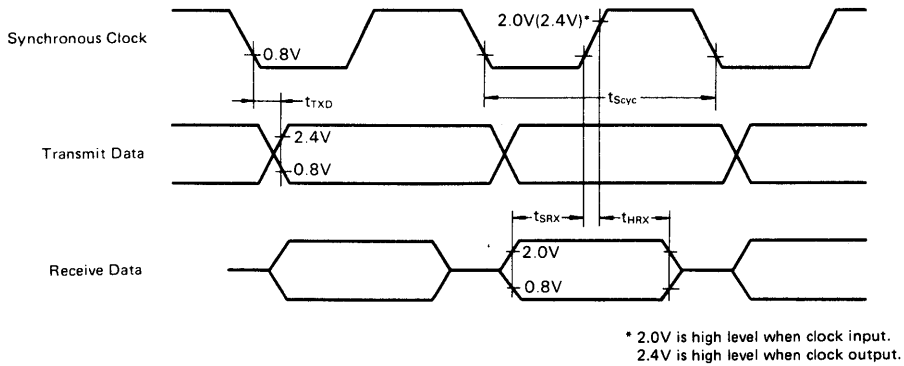 2.0V(2.4V)*
Synchronous Clock
0.8V
tScyc
tTXD
2.4V
Transmit Data
0.8V
tSRX
tHRX
2.0V
Receive Data
0.8V
* 2.0V is high level when clock input.
2.4V is high level when clock output.